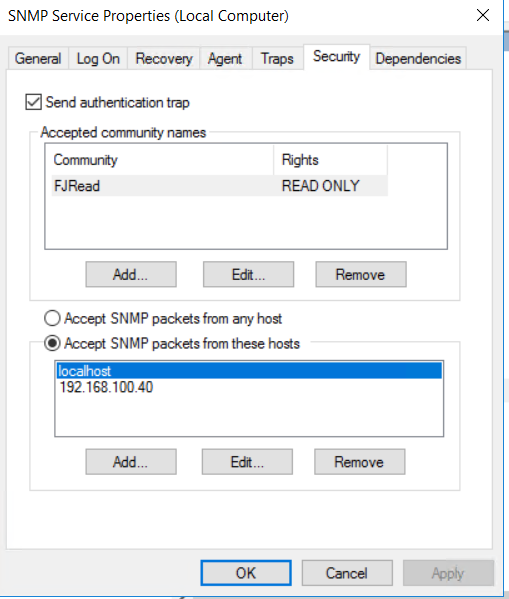 SNMP Service Properties (Local Computer)
General Log On Recovery Agent Traps Security Dependencies
Send authentication trap
Accepted community names
Community Rights
FJRead READ ONLY
Add... Edit... Remove
Accept SNMP packets from any host
Accept SNMP packets from these hosts
localhost
192.168.100.40
Add... Edit... Remove
OK Cancel Apply